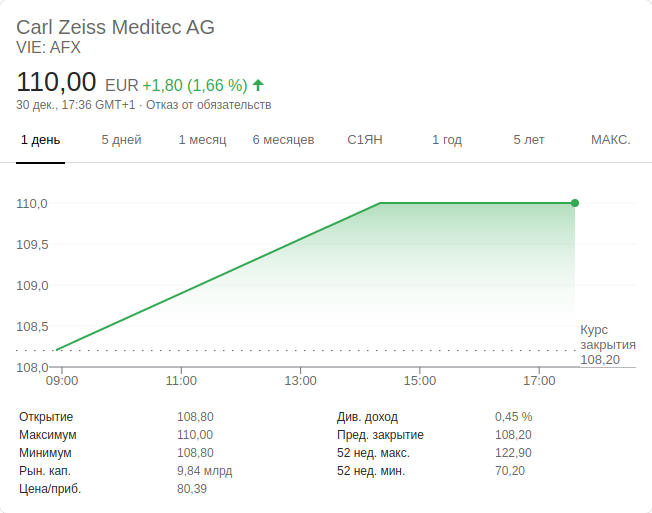 Carl Zeiss Meditec AG
VIE: AFX
110,00 EUR +1,80 (1,66 %)
30 дек., 17:36 GMT+1 · Отказ от обязательств
1 день 5 дней 1 месяц 6 месяцев С1ЯН 1 год 5 лет МАКС.
110,0
109,5
109,0
108,5
108,0
Курс
закрытия
108,20
09:00 11:00 13:00 15:00 17:00
Открытие 108,80 Див. доход 0,45 %
Максимум 110,00 Пред. закрытие 108,20
Минимум 108,80 52 нед. макс. 122,90
Рын. кап. 9,84 млрд 52 нед. мин. 70,20
Цена/приб. 80,39